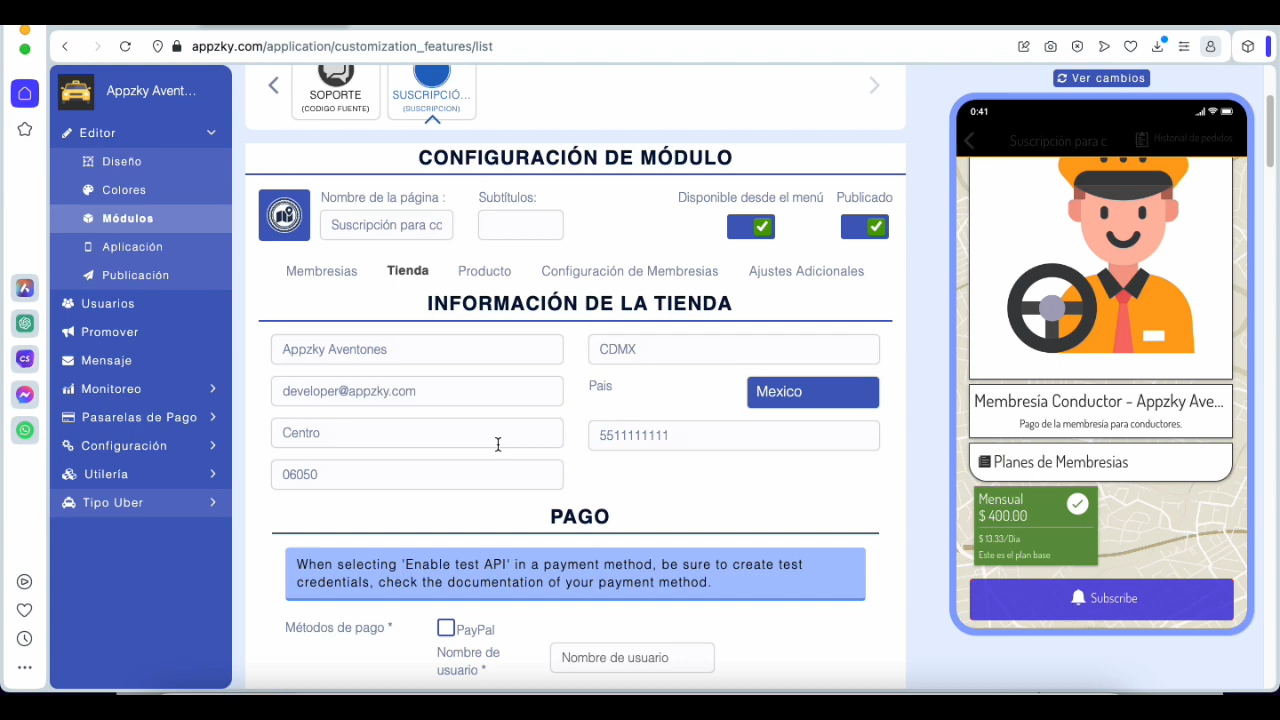 appzky.com/application/customization_features/list
Appzky Avent...
Editor
Diseño
Colores
Módulos
Aplicación
Publicación
Usuarios
Promover
Mensaje
Monitoreo
Pasarelas de Pago
Configuración
Utilería
Tipo Uber
SOPORTE
(CODIGO FUENTE)
SUSCRIPCIÓ...
(SUSCRIPCION)
CONFIGURACIÓN DE MÓDULO
Nombre de la página :
Subtítulos:
Disponible desde el menú
Publicado
Suscripción para cc
Membresias
Tienda
Producto
Configuración de Membresias
Ajustes Adicionales
INFORMACIÓN DE LA TIENDA
Appzky Aventones
CDMX
developer@appzky.com
Pais
Mexico
Centro
5511111111
06050
PAGO
When selecting 'Enable test API' in a payment method, be sure to create test
credentials, check the documentation of your payment method.
Métodos de pago *
PayPal
Nombre de
usuario *
Nombre de usuario
Ver cambios
0:41
Suscripción para c
Historial de pedidos
Membresía Conductor - Appzky Ave...
Pago de la membresía para conductores.
Planes de Membresias
Mensual
$ 400.00
$ 13.33/Dia
Este es el plan base
Subscribe